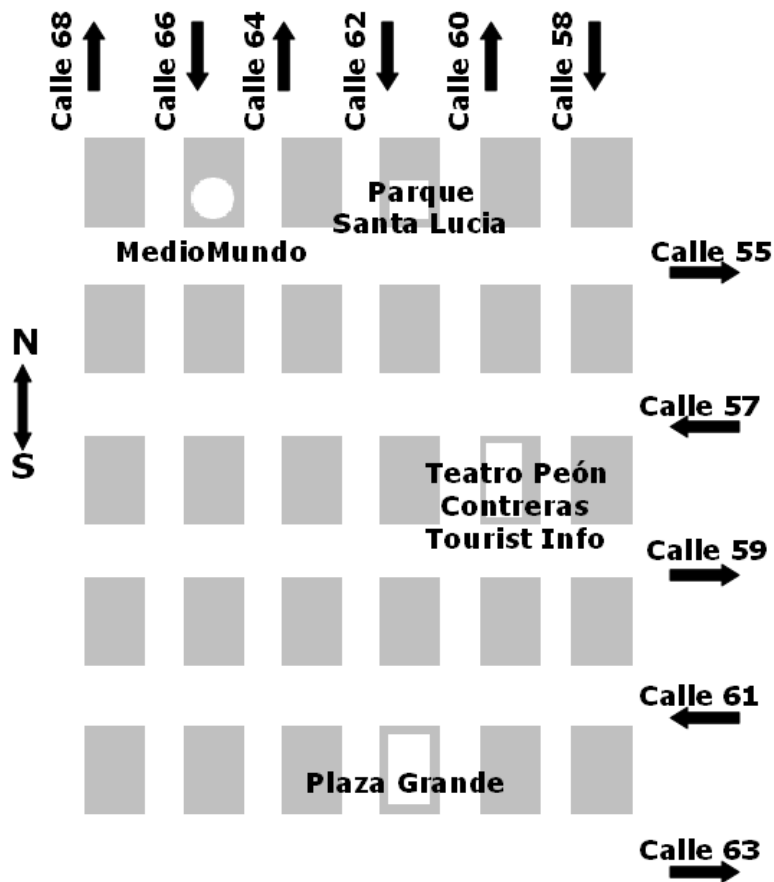 Calle 68
Calle 66
Calle 64
Calle 62
Calle 60
Calle 58
Parque
Santa Lucia
MedioMundo
Calle 55
N
S
Calle 57
Teatro Peón
Contreras
Tourist Info
Calle 59
Calle 61
Plaza Grande
Calle 63